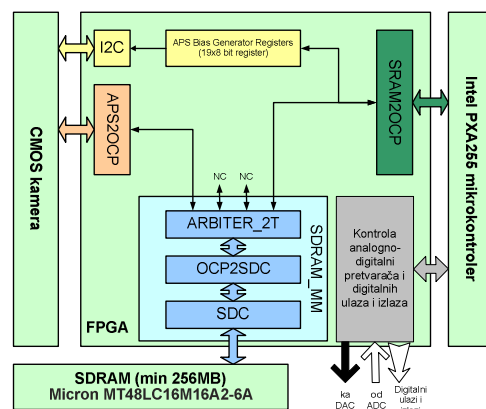 CMOS kamera
I2C
APS Bias Generator Registers
(19x8 bit register)
SRAM2OCP
Intel PXA255 mikrokontroler
APS2OCP
NC
NC
ARBITER_2T
OCP2SDC
SDC
SDRAM_MM
FPGA
Kontrola
analogno-
digitalni
pretvarača i
digitalnih
ulaza i izlaza
SDRAM (min 256MB)
Micron MT48LC16M16A2-6A
ka
DAC
od
ADC
Digitalni
ulazi i